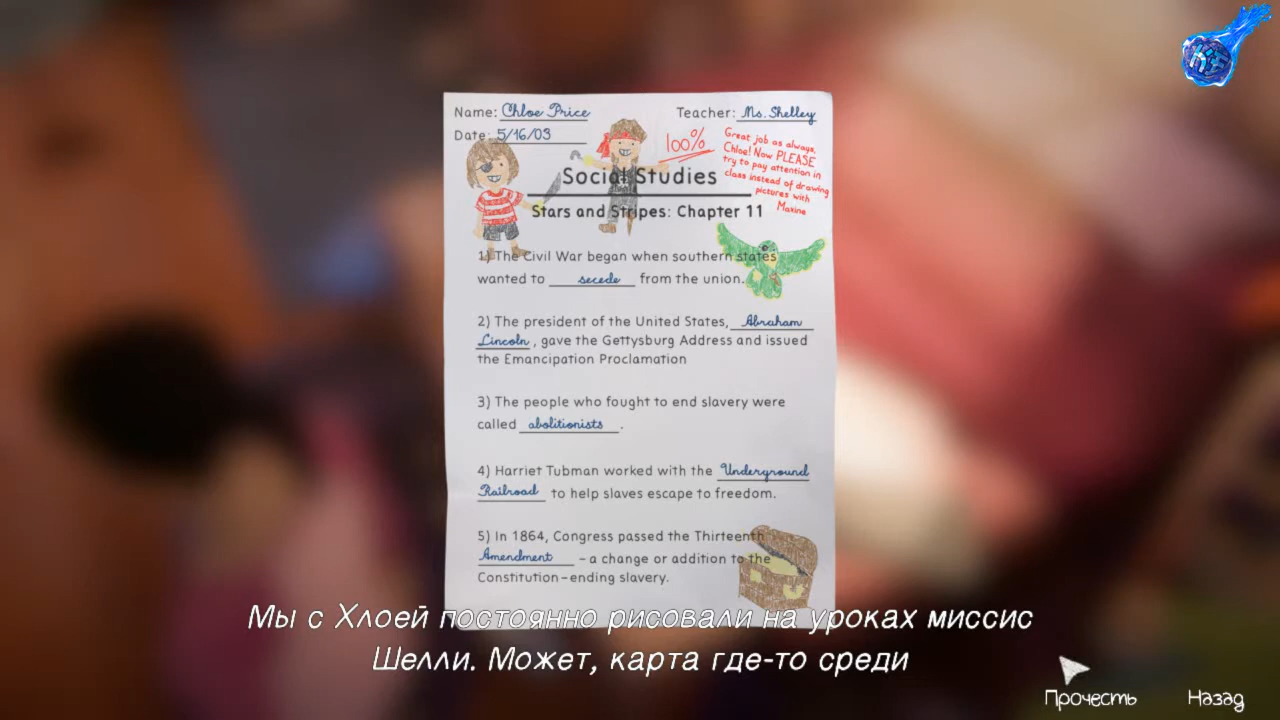 Name: Chloe Price
Teacher: Ms. Shelley
Date: 5/16/03
100%
Great job as always,
Chloe! Now PLEASE
try to pay attention in
class instead of drawing
pictures with
Maxine
Social Studies
Stars and Stripes: Chapter 11
1) The Civil War began when southern states
wanted to secede from the union.
2) The president of the United States, Abraham
Lincoln, gave the Gettysburg Address and issued
the Emancipation Proclamation
3) The people who fought to end slavery were
called abolitionists.
4) Harriet Tubman worked with the Underground
Railroad to help slaves escape to freedom.
5) In 1864, Congress passed the Thirteenth
Amendment - a change or addition to the
Constitution-ending slavery.
Мы с Хлоей постоянно рисовали на уроках миссис
Шелли. Может, карта где-то среди
Прочесть
Назад